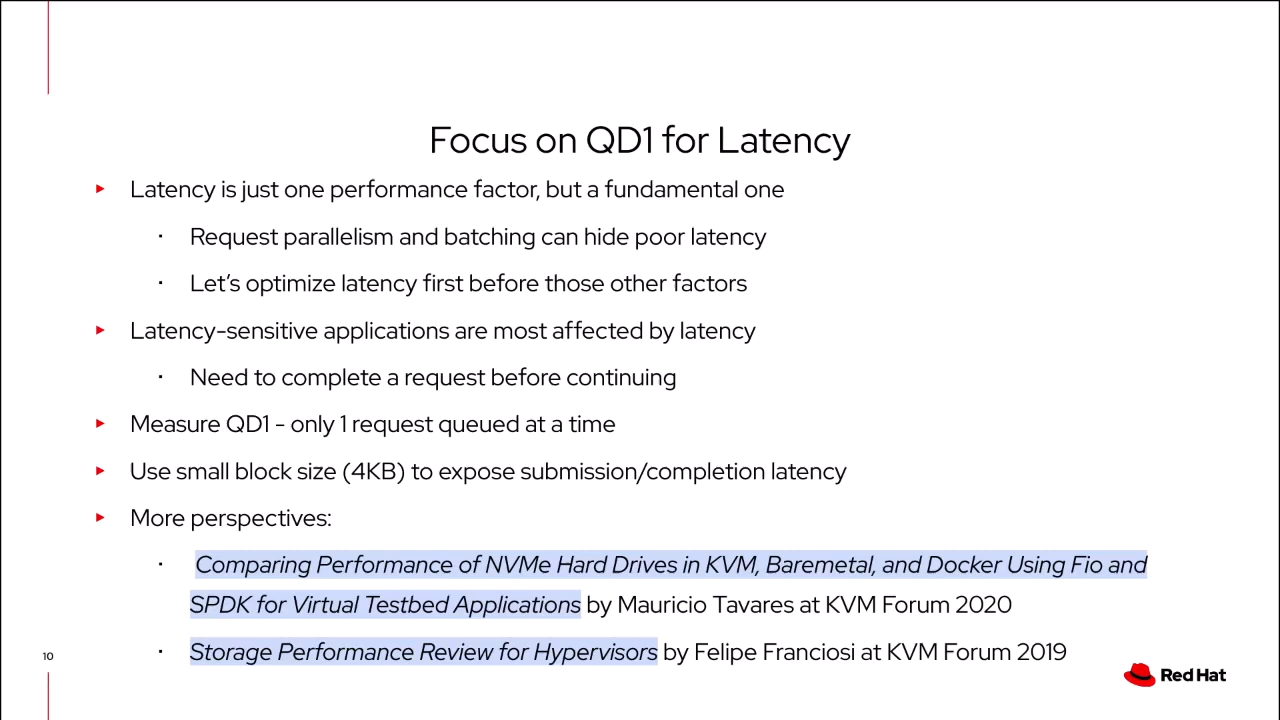 Focus on QD1 for Latency
Latency is just one performance factor, but a fundamental one
Request parallelism and batching can hide poor latency
Let’s optimize latency first before those other factors
Latency-sensitive applications are most affected by latency
Need to complete a request before continuing
Measure QD1 - only 1 request queued at a time
Use small block size (4KB) to expose submission/completion latency
More perspectives:
Comparing Performance of NVMe Hard Drives in KVM, Baremetal, and Docker Using Fio and
SPDK for Virtual Testbed Applications by Mauricio Tavares at KVM Forum 2020
Storage Performance Review for Hypervisors by Felipe Franciosi at KVM Forum 2019
10
Red Hat